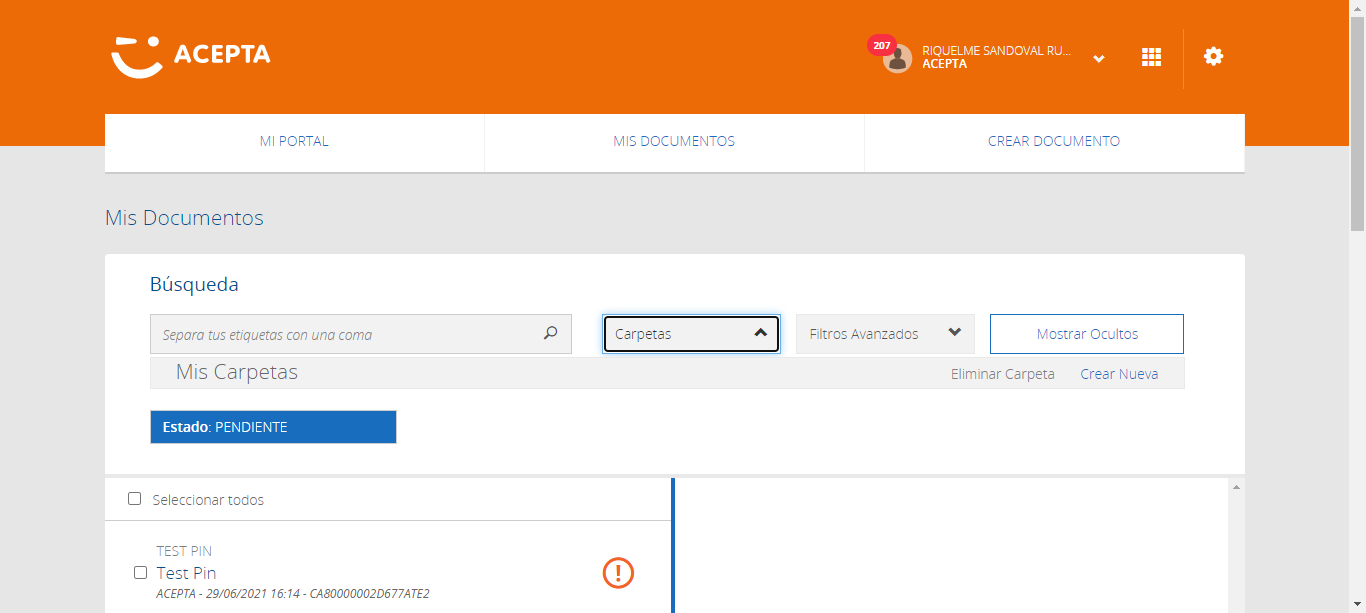 ACEPTA
207
RIQUELME SANDOVAL RU...
ACEPTA
MI PORTAL
MIS DOCUMENTOS
CREAR DOCUMENTO
Mis Documentos
Búsqueda
Separa tus etiquetas con una coma
Carpetas
Filtros Avanzados
Mostrar Ocultos
Mis Carpetas
Eliminar Carpeta
Crear Nueva
Estado: PENDIENTE
Seleccionar todos
TEST PIN
Test Pin
ACEPTA - 29/06/2021 16:14 - CA80000002D677ATE2